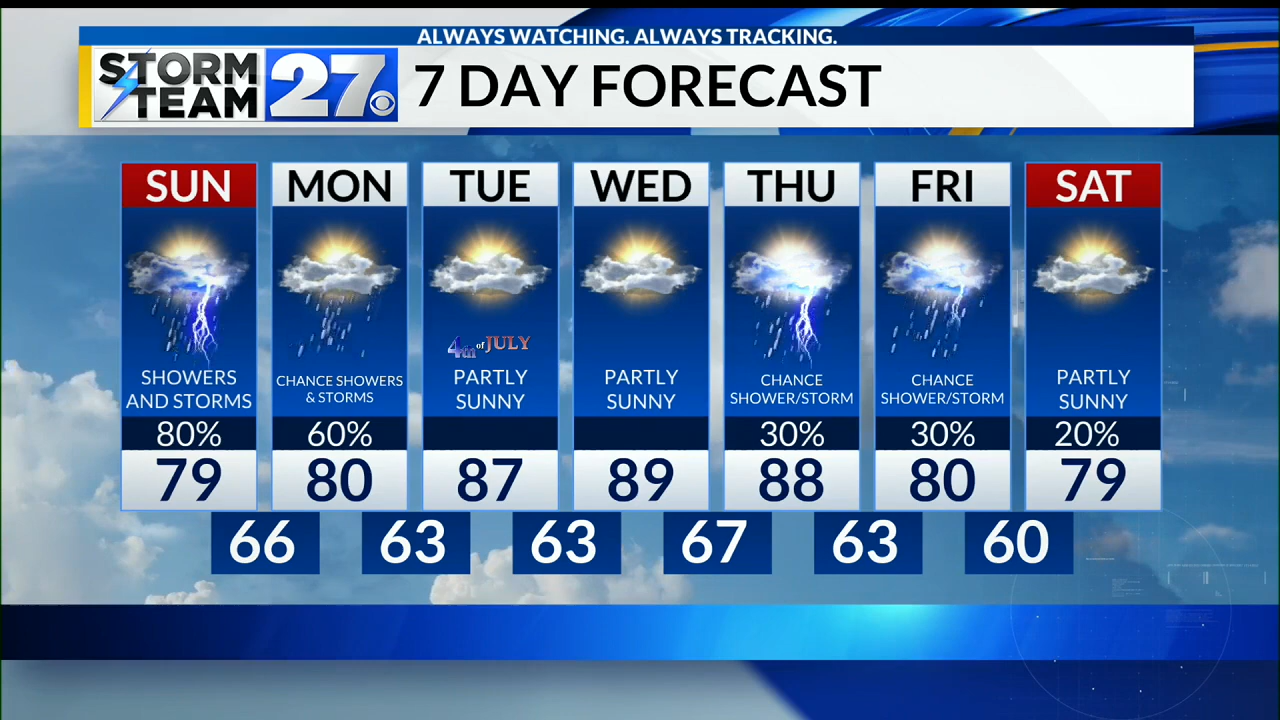 ALWAYS WATCHING. ALWAYS TRACKING.
STORM
TEAM
27
7 DAY FORECAST
SUN
MON
TUE
WED
THU
FRI
SAT
4th of JULY
SHOWERS
AND STORMS
CHANCE SHOWERS
& STORMS
PARTLY
SUNNY
PARTLY
SUNNY
CHANCE
SHOWER/STORM
CHANCE
SHOWER/STORM
PARTLY
SUNNY
80%
60%
30%
30%
20%
79
80
87
89
88
80
79
66
63
63
67
63
60